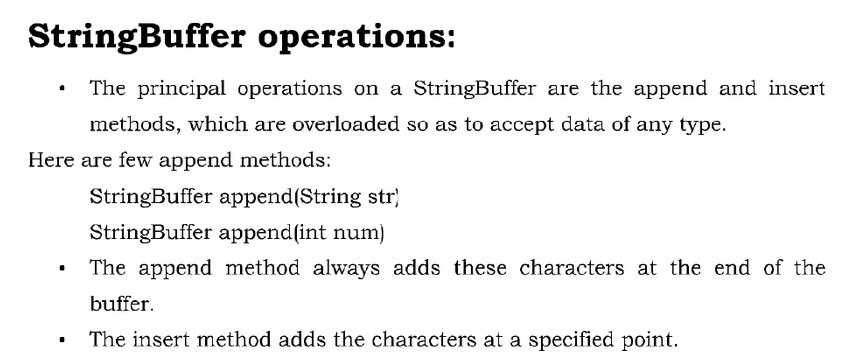 StringBuffer operations:
• The principal operations on a StringBuffer are the append and insert
methods, which are overloaded so as to accept data of any type.
Here are few append methods:
StringBuffer append(String str)
StringBuffer append(int num)
• The append method always adds these characters at the end of the
buffer.
• The insert method adds the characters at a specified point.